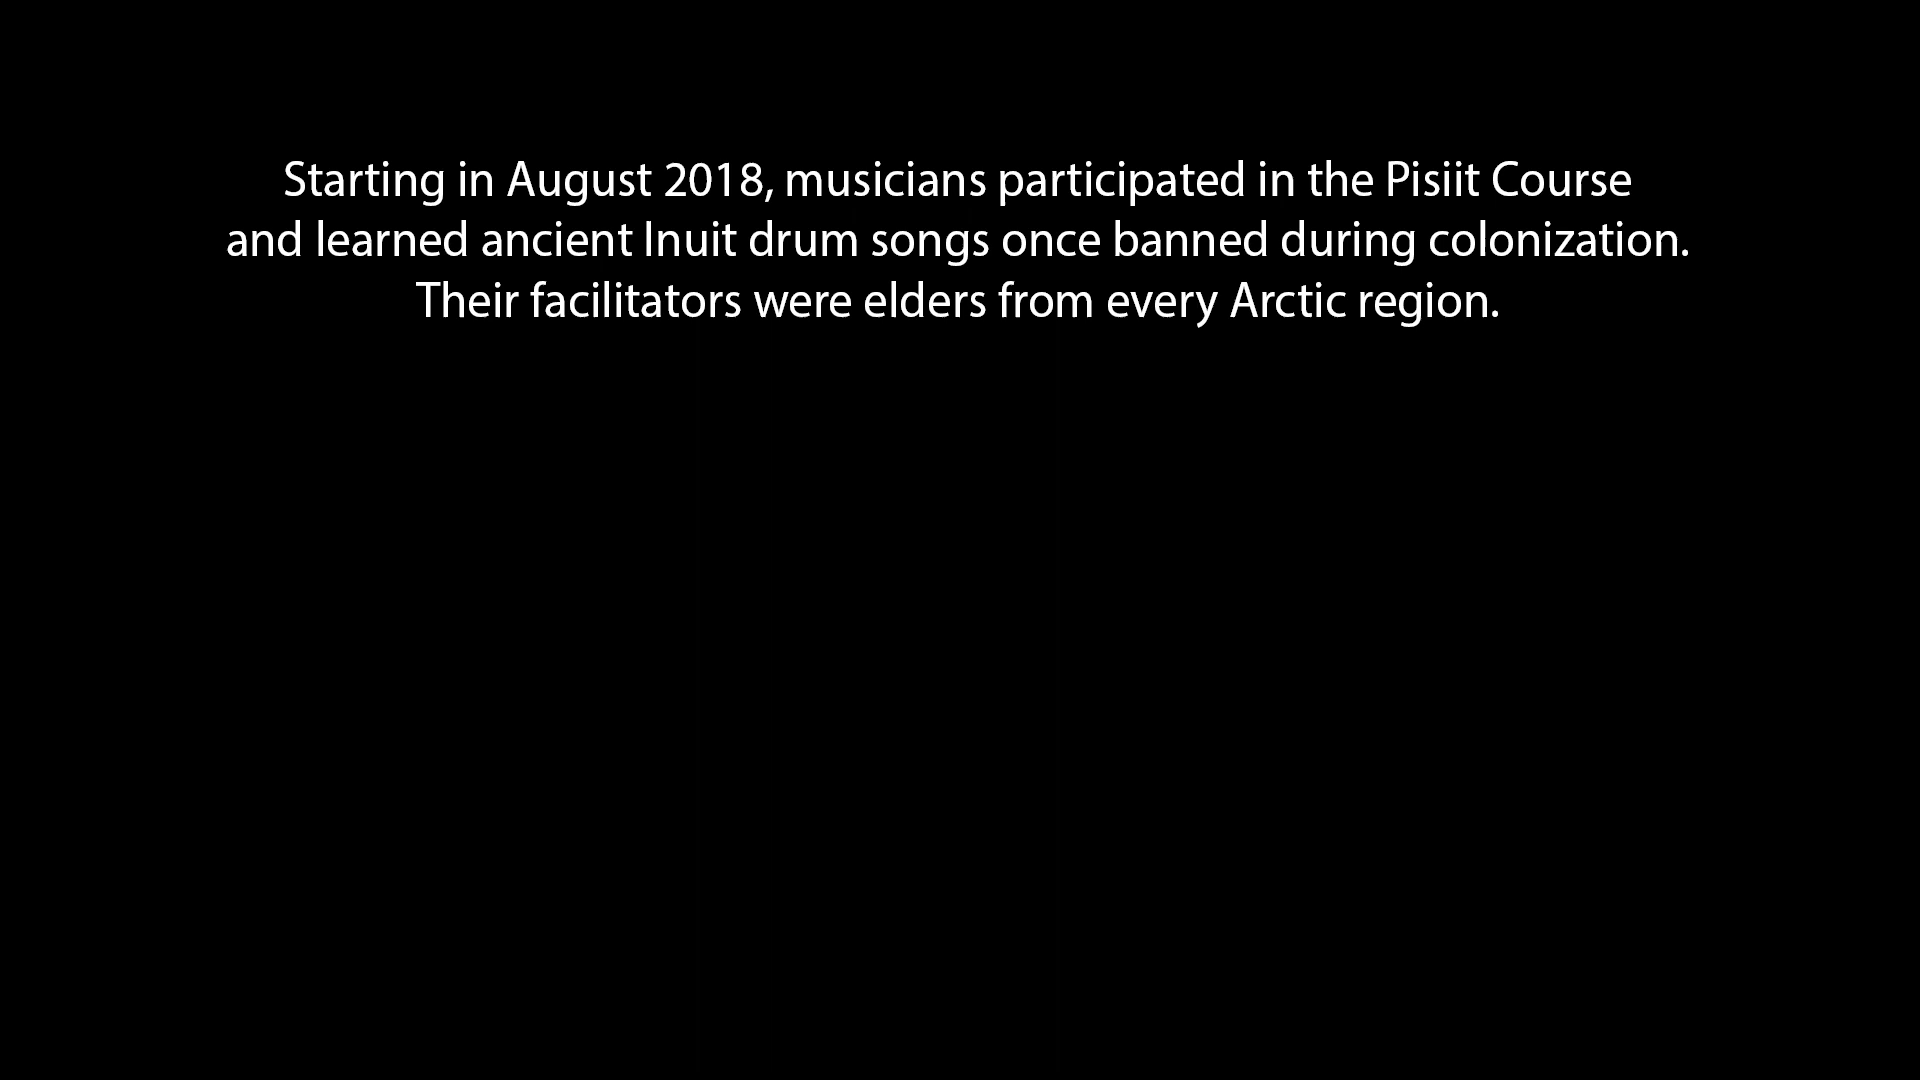 Starting in August 2018, musicians participated in the Pisiit Course
and learned ancient Inuit drum songs once banned during colonization.
Their facilitators were elders from every Arctic region.